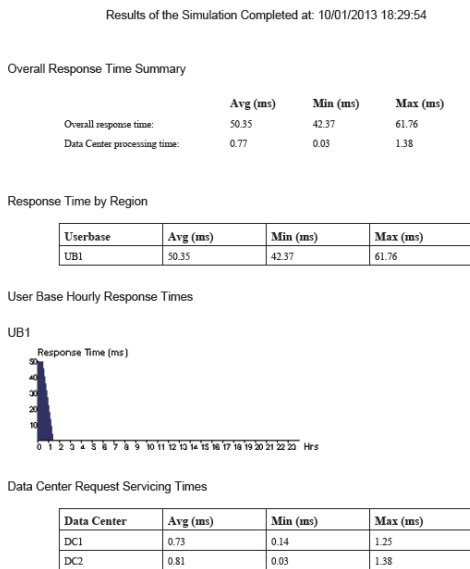 Results of the Simulation Completed at: 10/01/2013 18:29:54
Overall Response Time Summary
Avg (ms) Min (ms) Max (ms)
Overall response time: 50.35 42.37 61.76
Data Center processing time: 0.77 0.03 1.38
Response Time by Region
Userbase Avg (ms) Min (ms) Max (ms)
UB1 50.35 42.37 61.76
User Base Hourly Response Times
UB1
Response Time (ms)
50
40
30
20
10
0 1 2 3 4 5 6 7 8 9 10 11 12 13 14 15 16 17 18 19 20 21 22 23 Hrs
Data Center Request Servicing Times
Data Center Avg (ms) Min (ms) Max (ms)
DC1 0.73 0.14 1.25
DC2 0.81 0.03 1.38